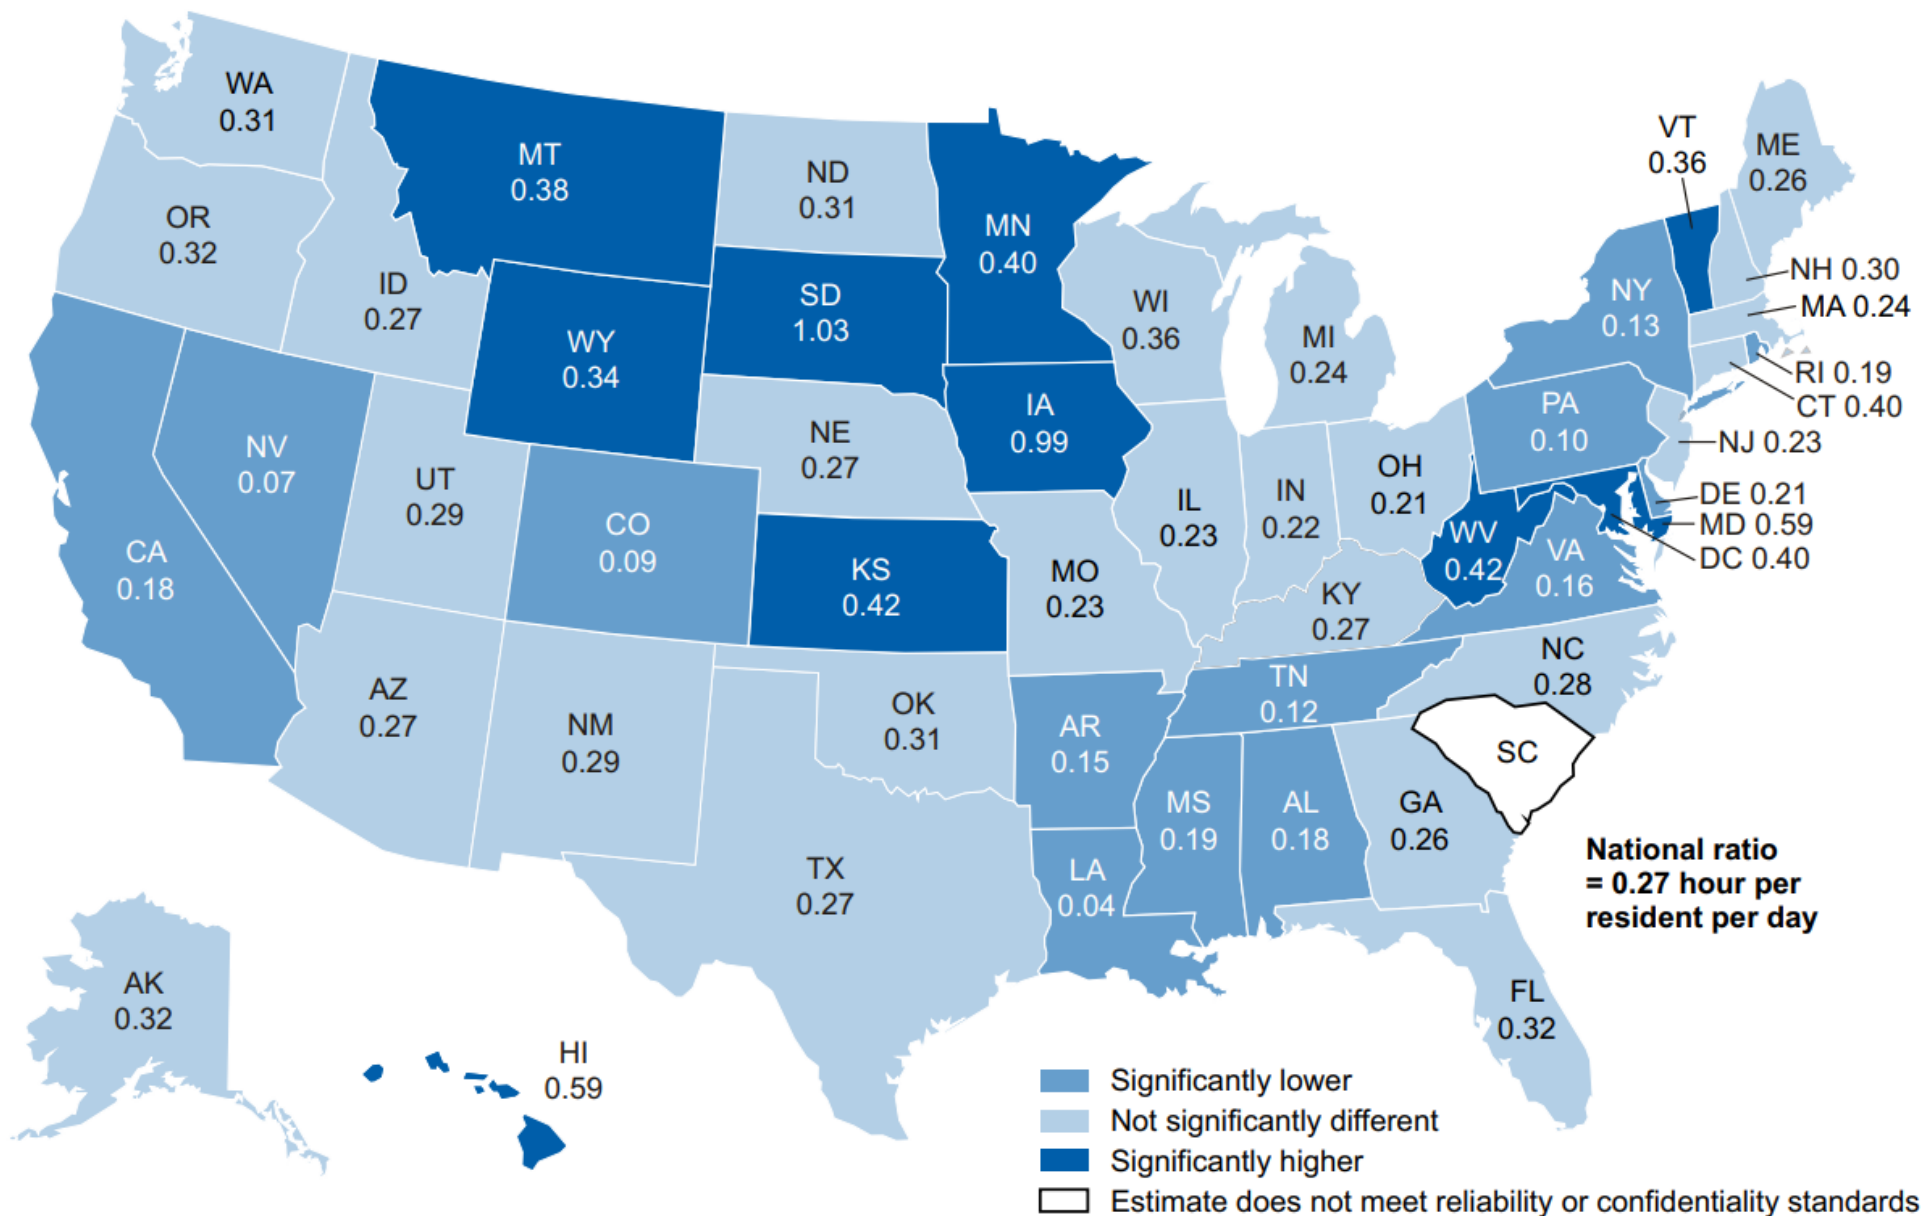 WA
0.31
OR
0.32
ID
0.27
MT
0.38
WY
0.34
ND
0.31
SD
1.03
NE
0.27
MN
0.40
IA
0.99
WI
0.36
MI
0.24
VT
0.36
ME
0.26
NH 0.30
MA 0.24
NY
0.13
RI 0.19
CT 0.40
PA
0.10
NJ 0.23
DE 0.21
MD 0.59
DC 0.40
CA
0.18
NV
0.07
UT
0.29
CO
0.09
KS
0.42
MO
0.23
IL
0.23
IN
0.22
OH
0.21
WV
0.42
VA
0.16
KY
0.27
NC
0.28
TN
0.12
SC
AZ
0.27
NM
0.29
OK
0.31
AR
0.15
MS
0.19
AL
0.18
GA
0.26
TX
0.27
LA
0.04
FL
0.32
AK
0.32
HI
0.59
National ratio
= 0.27 hour per
resident per day
Significantly lower
Not significantly different
Significantly higher
Estimate does not meet reliability or confidentiality standards